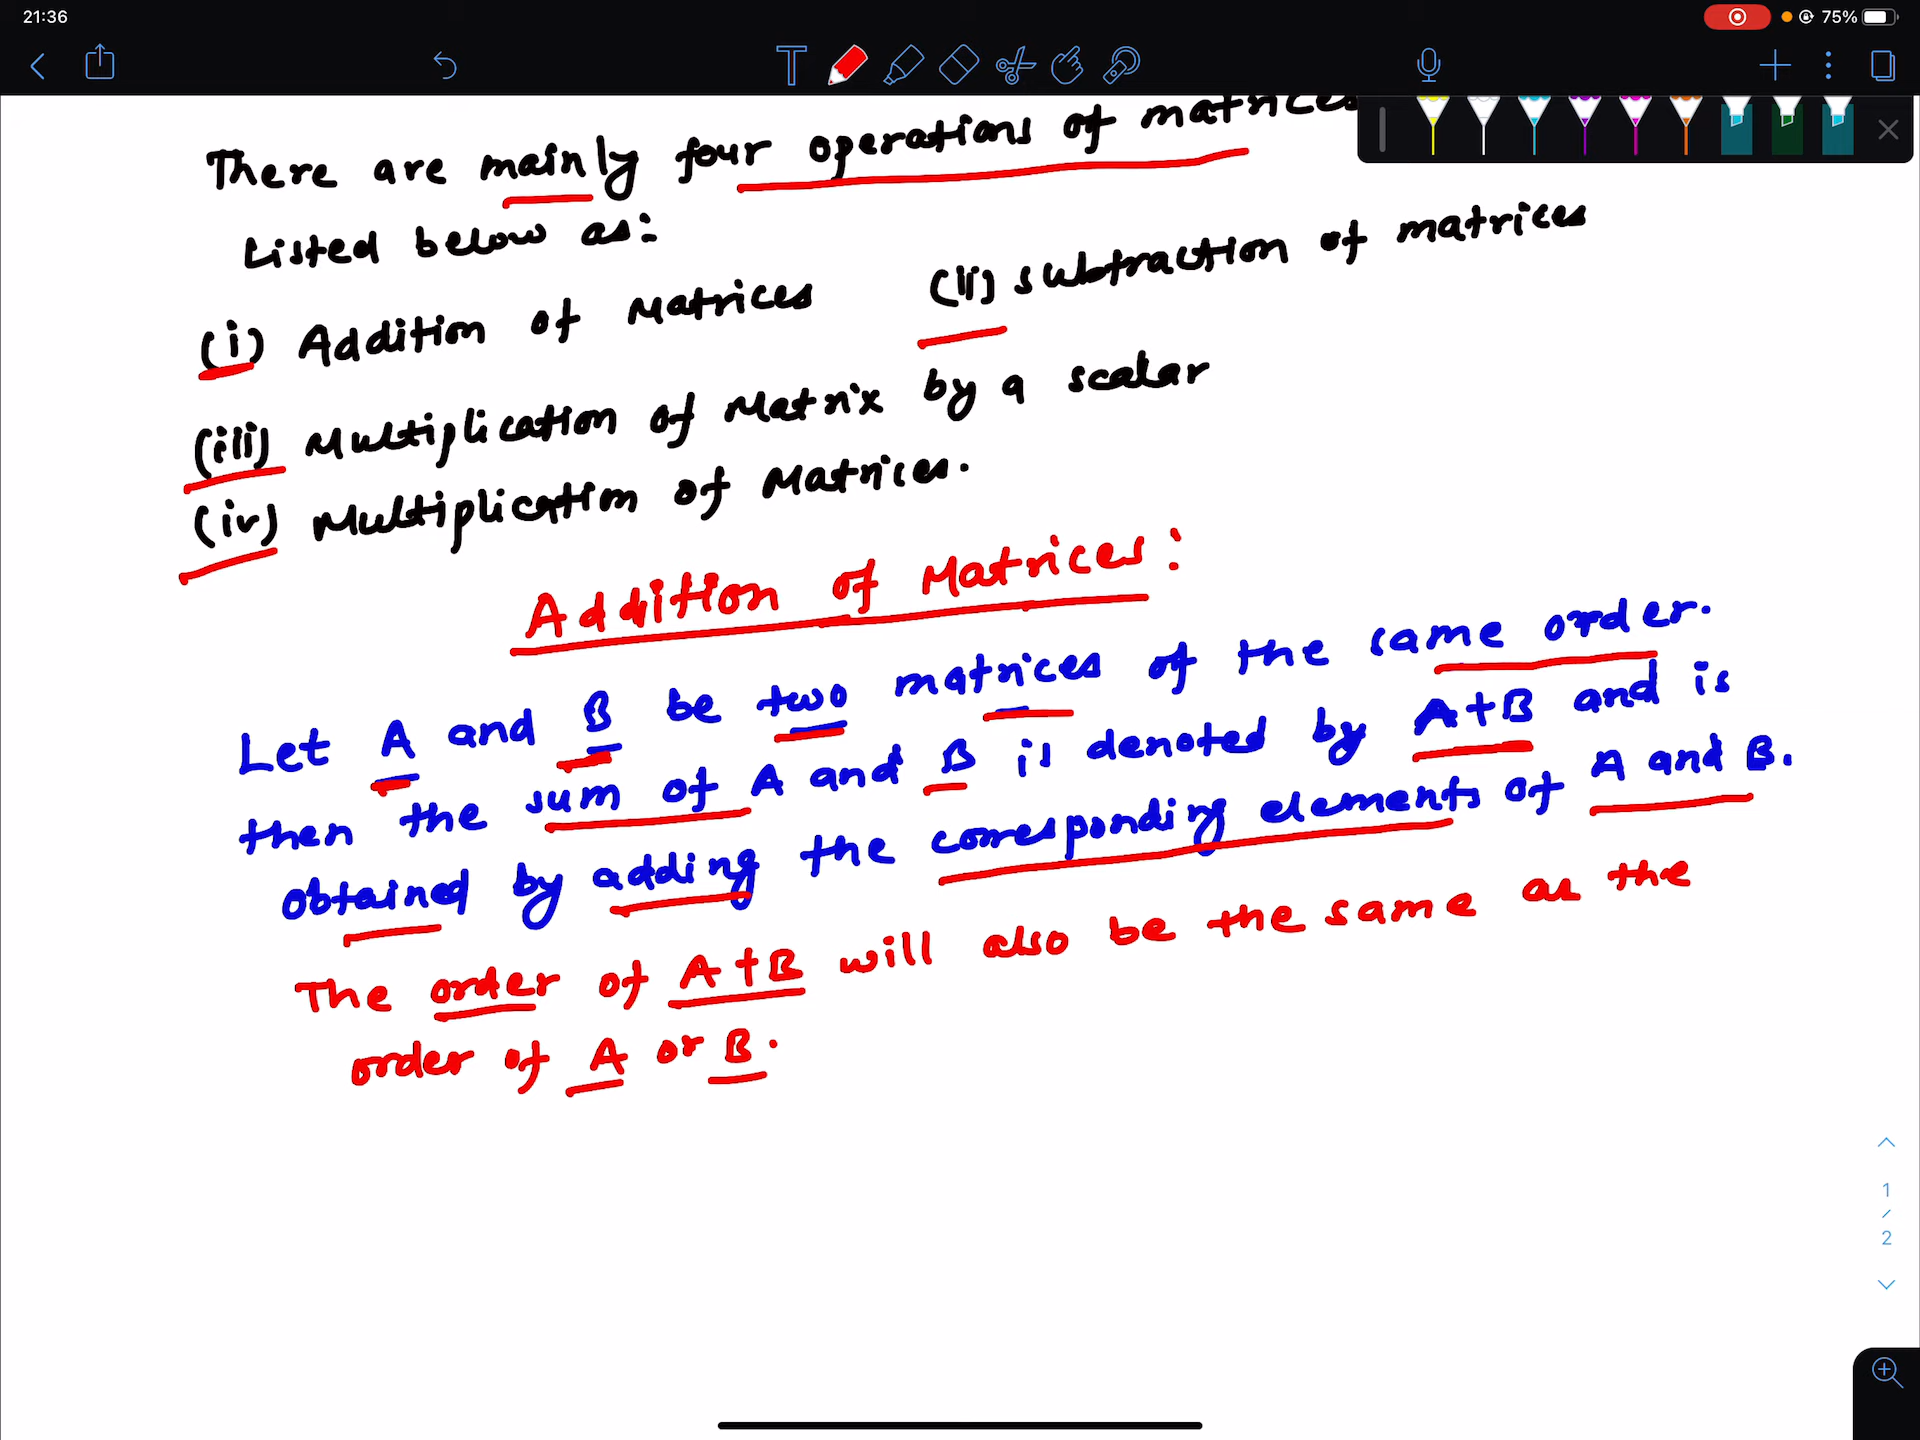 21:36
75%
There are mainly four operations of matrices
Listed below as:
(i) Addition of Matrices (ii) subtraction of matrices
(iii) Multiplication of Matrix by a scalar
(iv) Multiplication of Matrices.
Addition of Matrices:
Let A and B be two matrices of the same order.
then the sum of A and B is denoted by A+B and is
obtained by adding the corresponding elements of A and B.
The order of A+B will also be the same as the
order of A or B.
1
/
2